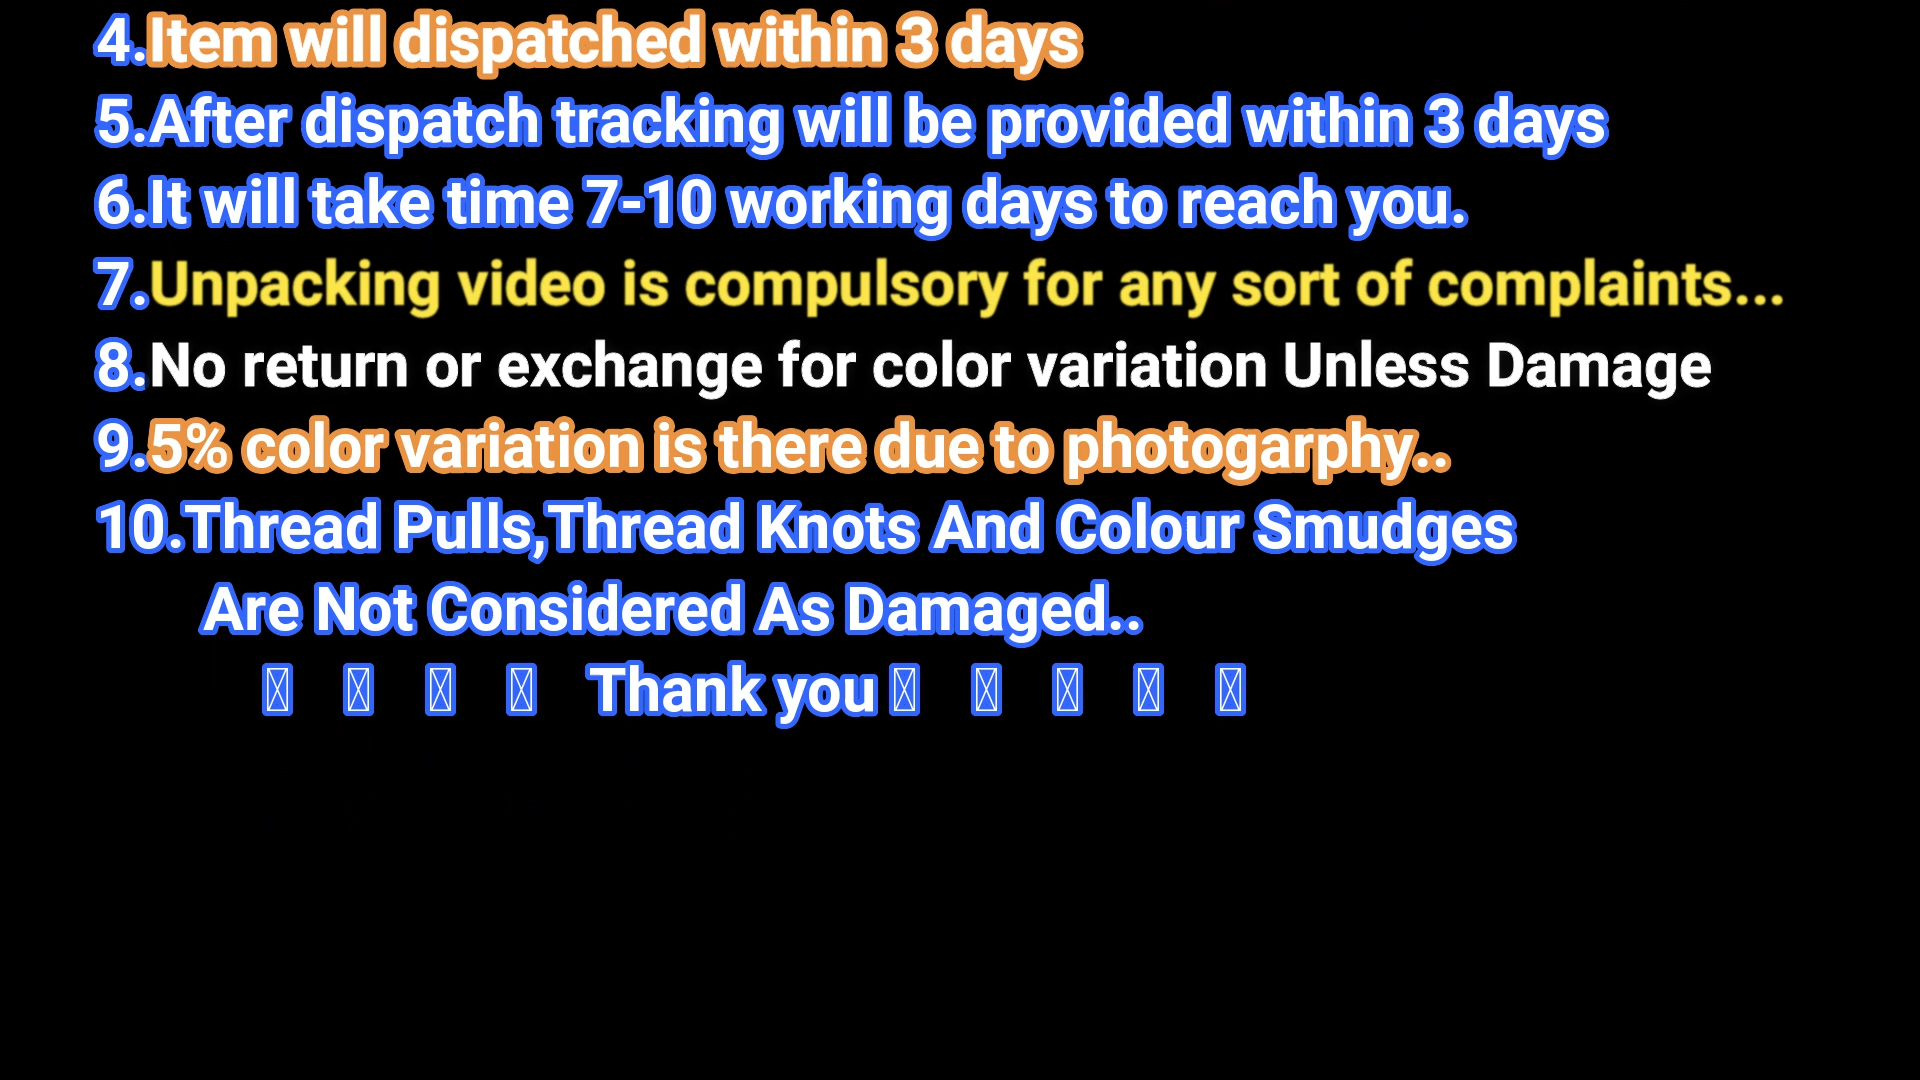 4.Item will dispatched within 3 days
5.After dispatch tracking will be provided within 3 days
6.It will take time 7-10 working days to reach you.
7.Unpacking video is compulsory for any sort of complaints...
8.No return or exchange for color variation Unless Damage
9.5% color variation is there due to photogarphy..
10.Thread Pulls,Thread Knots And Colour Smudges
Are Not Considered As Damaged..
Thank you